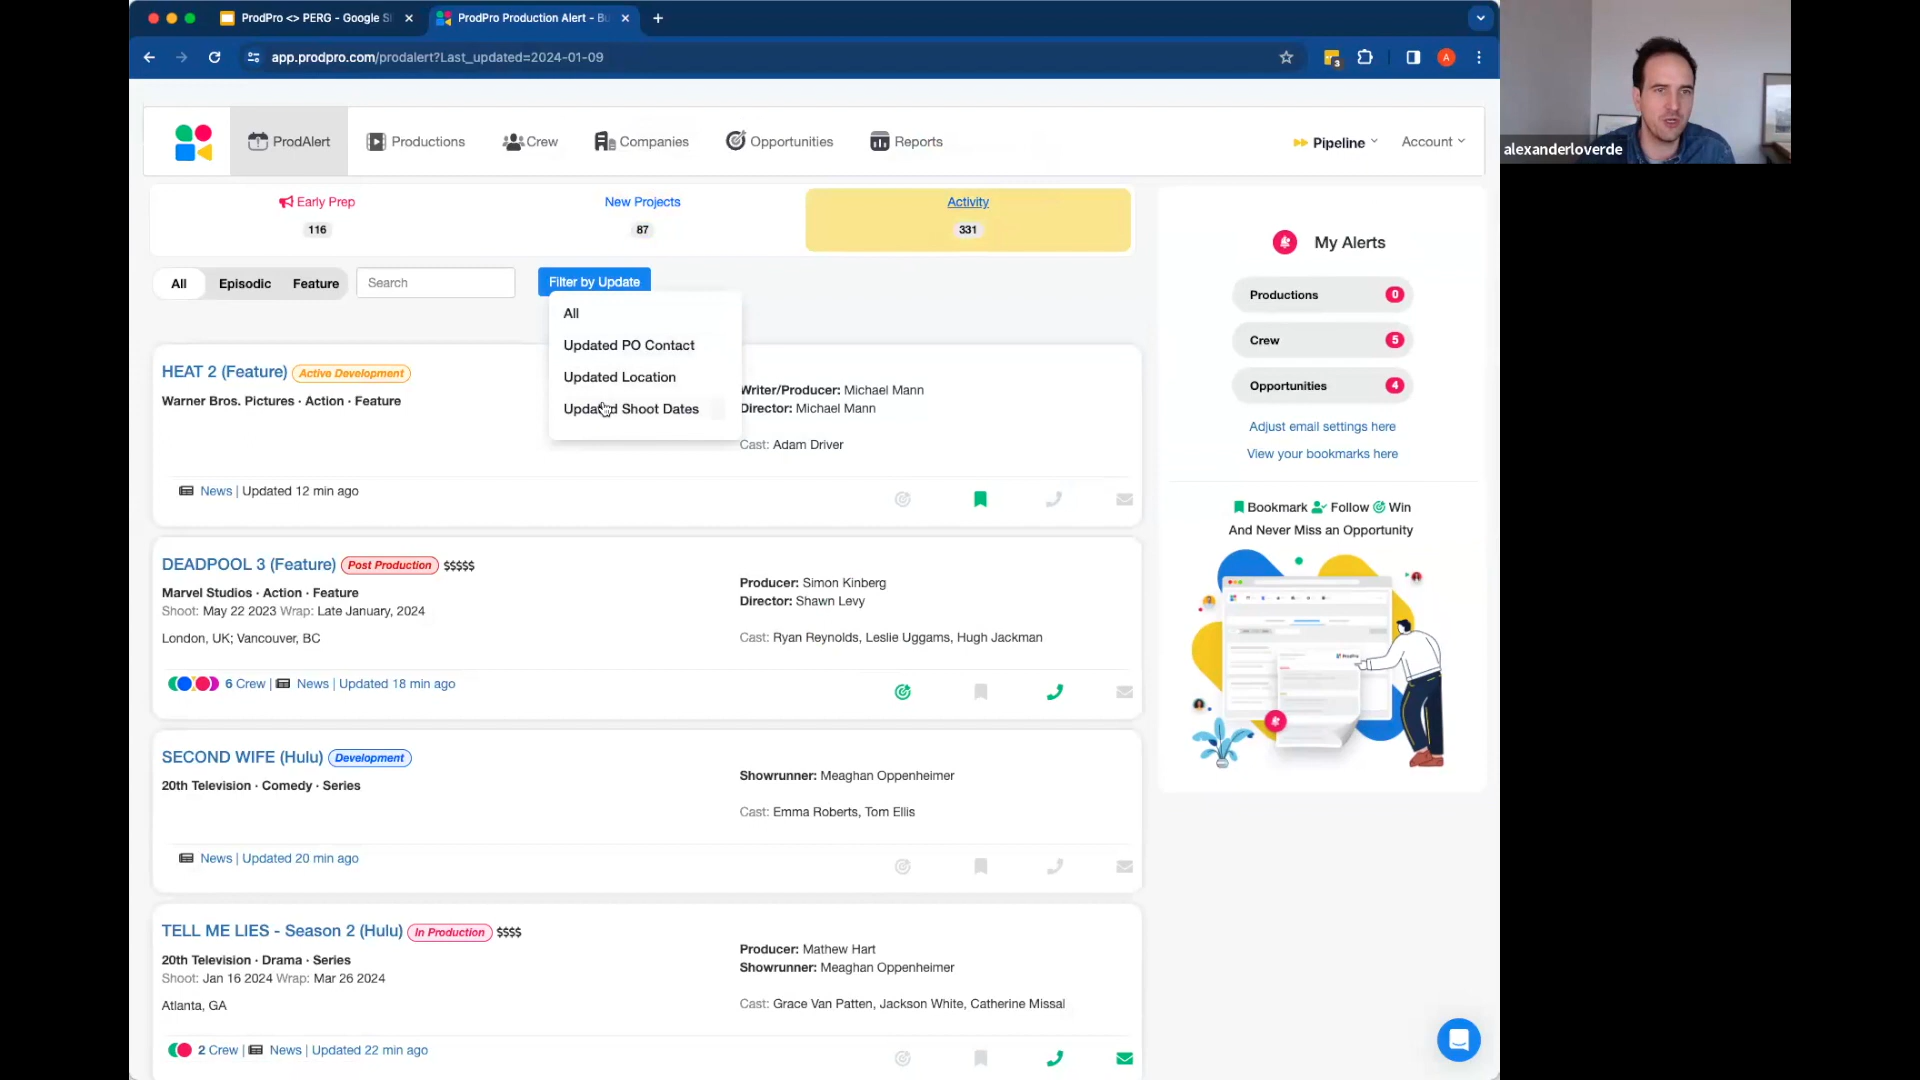 ProdPro <> PERG - Google Sl
ProdPro Production Alert - Bu
app.prodpro.com/prodalert?Last_updated=2024-01-09
3
A
alexanderloverde
ProdAlert
Productions
Crew
Companies
Opportunities
Reports
Pipeline
Account
Early Prep
116
New Projects
87
Activity
331
All
Episodic
Feature
Search
Filter by Update
All
Updated PO Contact
Updated Location
Updated Shoot Dates
HEAT 2 (Feature) Active Development
Warner Bros. Pictures · Action · Feature
Writer/Producer: Michael Mann
Director: Michael Mann
Cast: Adam Driver
News | Updated 12 min ago
DEADPOOL 3 (Feature) Post Production $$$$$
Marvel Studios · Action · Feature
Shoot: May 22 2023 Wrap: Late January, 2024
London, UK; Vancouver, BC
Producer: Simon Kinberg
Director: Shawn Levy
Cast: Ryan Reynolds, Leslie Uggams, Hugh Jackman
6 Crew | News | Updated 18 min ago
SECOND WIFE (Hulu) Development
20th Television · Comedy · Series
Showrunner: Meaghan Oppenheimer
Cast: Emma Roberts, Tom Ellis
News | Updated 20 min ago
TELL ME LIES - Season 2 (Hulu) In Production $$$$
20th Television · Drama · Series
Shoot: Jan 16 2024 Wrap: Mar 26 2024
Atlanta, GA
Producer: Mathew Hart
Showrunner: Meaghan Oppenheimer
Cast: Grace Van Patten, Jackson White, Catherine Missal
2 Crew | News | Updated 22 min ago
My Alerts
Productions 0
Crew 5
Opportunities 4
Adjust email settings here
View your bookmarks here
Bookmark Follow Win
And Never Miss an Opportunity
ProdPro